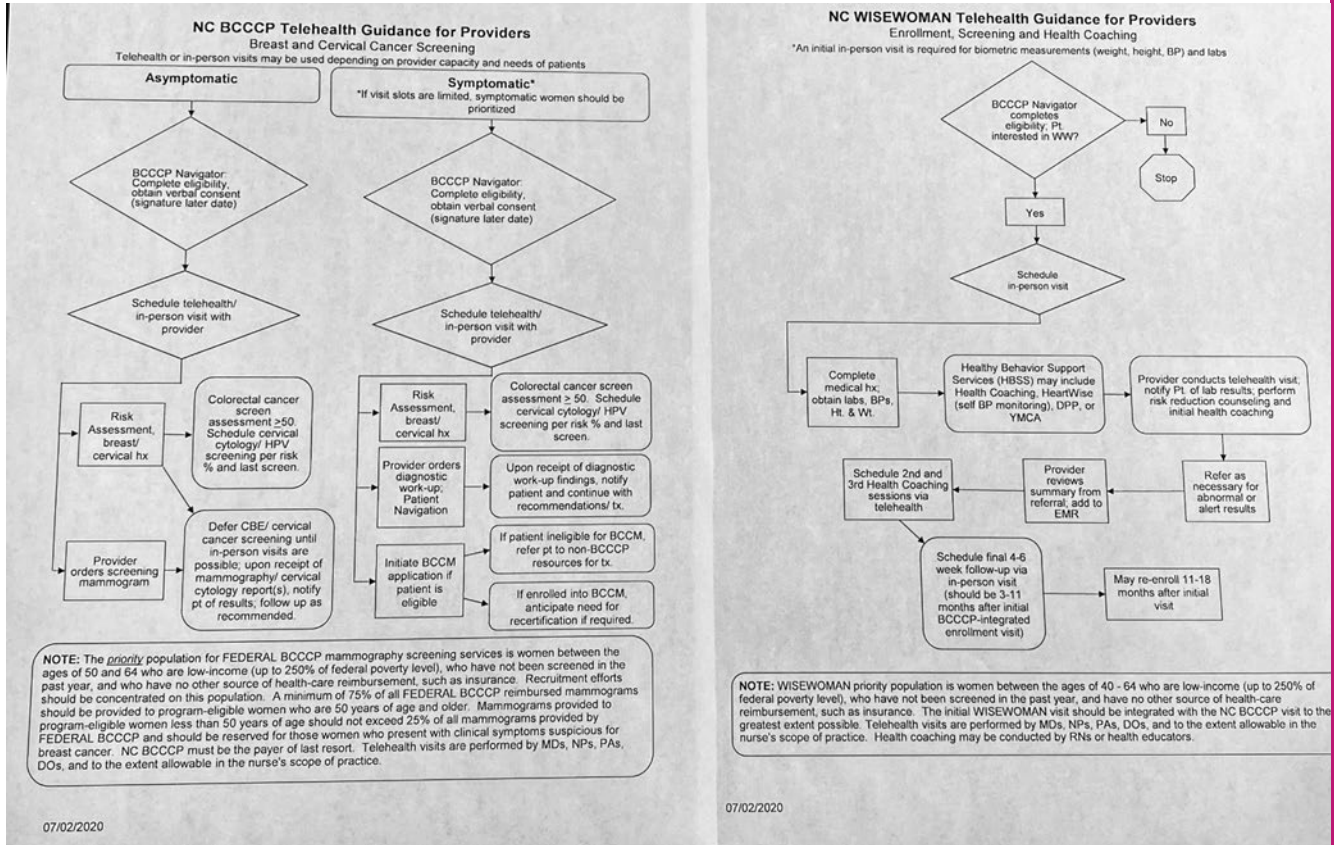 NC BCCCP Telehealth Guidance for Providers
Breast and Cervical Cancer Screening
Telehealth or in-person visits may be used depending on provider capacity and needs of patients
Asymptomatic
Symptomatic*
*If visit slots are limited, symptomatic women should be
prioritized
BCCCP Navigator:
Complete eligibility,
obtain verbal consent
(signature later date)
BCCCP Navigator:
Complete eligibility,
obtain verbal consent
(signature later date)
Schedule telehealth/
in-person visit with
provider
Schedule telehealth/
in-person visit with
provider
Risk
Assessment,
breast/
cervical hx
Colorectal cancer
screen
assessment ≥50.
Schedule cervical
cytology/ HPV
screening per risk
% and last screen.
Provider
orders screening
mammogram
Defer CBE/ cervical
cancer screening until
in-person visits are
possible; upon receipt of
mammography/ cervical
cytology report(s), notify
pt of results; follow up as
recommended.
Risk
Assessment,
breast/
cervical hx
Colorectal cancer screen
assessment ≥ 50. Schedule
cervical cytology/ HPV
screening per risk % and last
screen.
Provider orders
diagnostic
work-up;
Patient
Navigation
Upon receipt of diagnostic
work-up findings, notify
patient and continue with
recommendations/ tx.
Initiate BCCM
application if
patient is
eligible
If patient ineligible for BCCM,
refer pt to non-BCCCP
resources for tx.
If enrolled into BCCM,
anticipate need for
recertification if required.
NOTE: The priority population for FEDERAL BCCCP mammography screening services is women between the
ages of 50 and 64 who are low-income (up to 250% of federal poverty level), who have not been screened in the
past year, and who have no other source of health-care reimbursement, such as insurance. Recruitment efforts
should be concentrated on this population. A minimum of 75% of all FEDERAL BCCCP reimbursed mammograms
should be provided to program-eligible women who are 50 years of age and older. Mammograms provided to
program-eligible women less than 50 years of age should not exceed 25% of all mammograms provided by
FEDERAL BCCCP and should be reserved for those women who present with clinical symptoms suspicious for
breast cancer. NC BCCCP must be the payer of last resort. Telehealth visits are performed by MDs, NPs, PAs,
DOs, and to the extent allowable in the nurse's scope of practice.
07/02/2020
NC WISEWOMAN Telehealth Guidance for Providers
Enrollment, Screening and Health Coaching
*An initial in-person visit is required for biometric measurements (weight, height, BP) and labs
BCCCP Navigator
completes
eligibility; Pt.
interested in WW?
No
Stop
Yes
Schedule
in-person visit
Complete
medical hx;
obtain labs, BPs,
Ht. & Wt.
Healthy Behavior Support
Services (HBSS) may include
Health Coaching, HeartWise
(self BP monitoring), DPP, or
YMCA
Provider conducts telehealth visit;
notify Pt. of lab results; perform
risk reduction counseling and
initial health coaching
Schedule 2nd and
3rd Health Coaching
sessions via
telehealth
Provider
reviews
summary from
referral; add to
EMR
Refer as
necessary for
abnormal or
alert results
Schedule final 4-6
week follow-up via
in-person visit
(should be 3-11
months after initial
BCCCP-integrated
enrollment visit)
May re-enroll 11-18
months after initial
visit
NOTE: WISEWOMAN priority population is women between the ages of 40 - 64 who are low-income (up to 250% of
federal poverty level), who have not been screened in the past year, and have no other source of health-care
reimbursement, such as insurance. The initial WISEWOMAN visit should be integrated with the NC BCCCP visit to the
greatest extent possible. Telehealth visits are performed by MDs, NPs, PAs, DOs, and to the extent allowable in the
nurse's scope of practice. Health coaching may be conducted by RNs or health educators.
07/02/2020